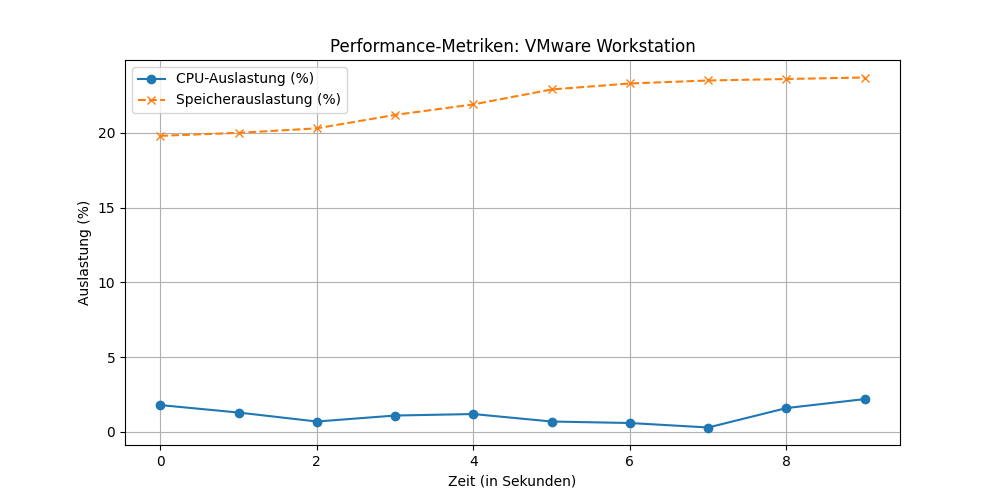 Performance-Metriken: VMware Workstation
CPU-Auslastung (%)
Speicherauslastung (%)
Auslastung (%)
20
15
10
5
0
0 2 4 6 8
Zeit (in Sekunden)